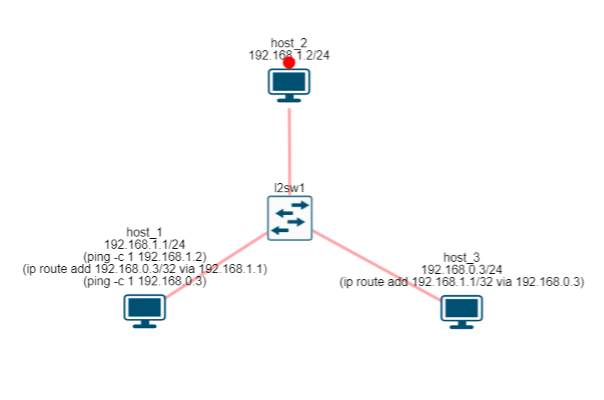 host_2
192.168.1.2/24
l2sw1
host_1
192.168.1.1/24
(ping -c 1 192.168.1.2)
(ip route add 192.168.0.3/32 via 192.168.1.1)
(ping -c 1 192.168.0.3)
host_3
192.168.0.3/24
(ip route add 192.168.1.1/32 via 192.168.0.3)